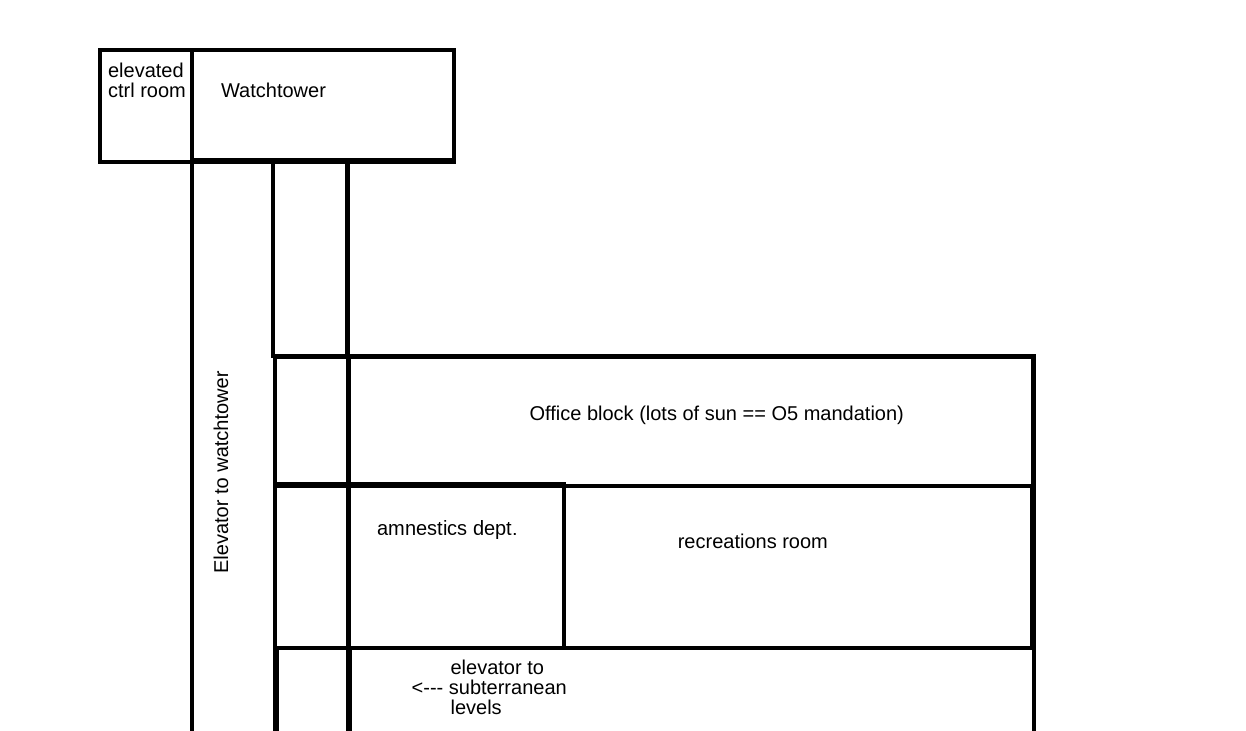 elevated
ctrl room
Watchtower
Elevator to watchtower
Office block (lots of sun == O5 mandation)
amnestics dept.
recreations room
elevator to
<--- subterranean
levels